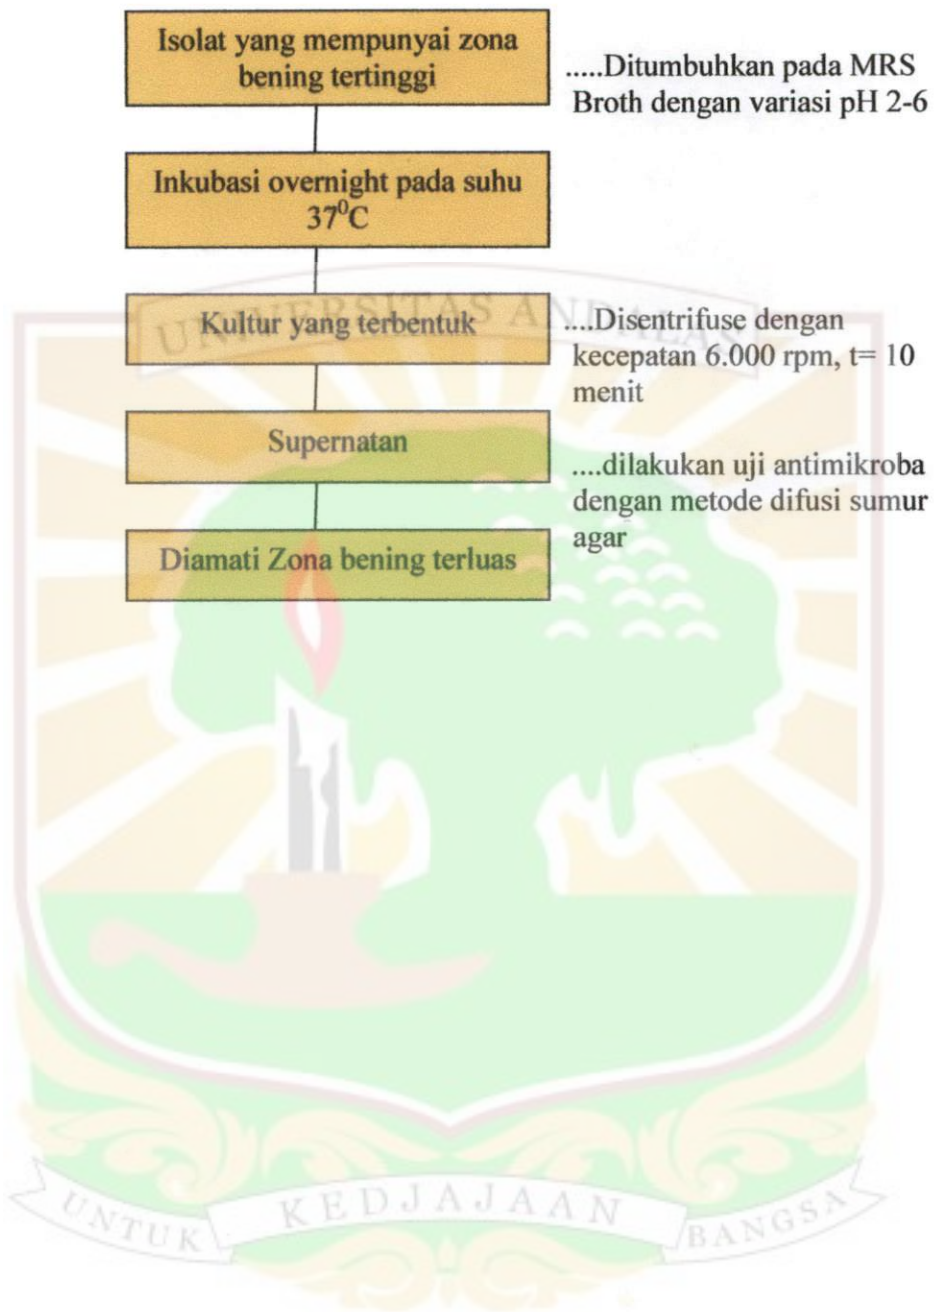 Isolat yang mempunyai zona
bening tertinggi
.....Ditumbuhkan pada MRS
Broth dengan variasi pH 2-6
Inkubasi overnight pada suhu
37⁰C
UNIVERSITAS ANDALAS
Kultur yang terbentuk
....Disentrifuse dengan
kecepatan 6.000 rpm, t= 10
menit
Supernatan
....dilakukan uji antimikroba
dengan metode difusi sumur
agar
Diamati Zona bening terluas
UNTUK KEDJAJAAN BANGSA